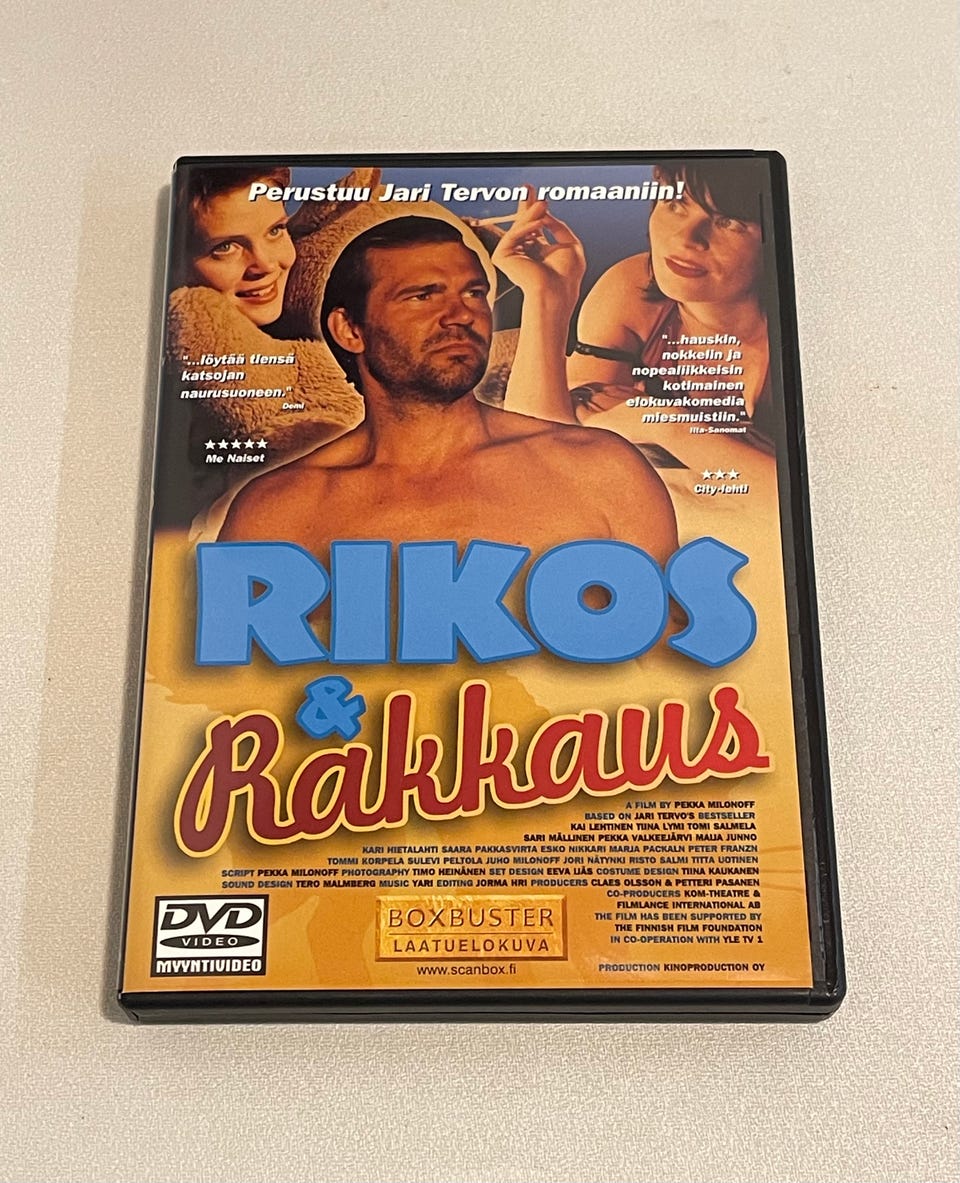 Perustuu Jari Tervon romaaniin!
"...löytää tiensä
katsojan
naurusuoneen."
Demi
★★★★★
Me Naiset
"...hauskin,
nokkelin ja
nopealiikkeisin
kotimainen
elokuvakomedia
miesmuistiin."
Ilta-Sanomat
★★★
City-lehti
RIKOS
&
Rakkaus
A FILM BY PEKKA MILONOFF
BASED ON JARI TERVO'S BESTSELLER
KAI LEHTINEN TIINA LYMI TOMI SALMELA
SARI MÄLLINEN PEKKA VALKEEJÄRVI MAIJA JUNNO
KARI HIETALAHTI SAARA PAKKASVIRTA ESKO NIKKARI MARJA PACKALN PETER FRANZN
TOMMI KORPELA SULEVI PELTOLA JUHO MILONOFF JORI NÄTYNKI RISTO SALMI TITTA UOTINEN
SCRIPT PEKKA MILONOFF PHOTOGRAPHY TIMO HEINÄNEN SET DESIGN EEVA IJÄS COSTUME DESIGN TIINA KAUKANEN
SOUND DESIGN TERO MALMBERG MUSIC YARI EDITING JORMA HRI PRODUCERS CLAES OLSSON & PETTERI PASANEN
CO-PRODUCERS KOM-THEATRE &
FILMLANCE INTERNATIONAL AB
THE FILM HAS BEEN SUPPORTED BY
THE FINNISH FILM FOUNDATION
IN CO-OPERATION WITH YLE TV 1
PRODUCTION KINOPRODUCTION OY
DVD
VIDEO
MYYNTIVIDEO
BOXBUSTER
LAATUELOKUVA
www.scanbox.fi